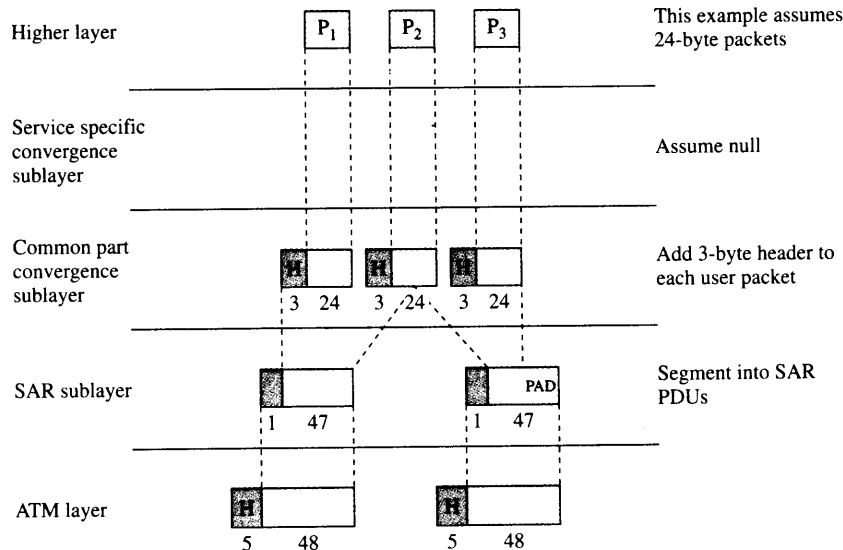 Higher layer
P1 P2 P3
This example assumes
24-byte packets
Service specific
convergence
sublayer
Assume null
Common part
convergence
sublayer
H H H
3 24 3 24 3 24
Add 3-byte header to
each user packet
SAR sublayer
PAD
1 47 1 47
Segment into SAR
PDUs
ATM layer
H H
5 48 5 48